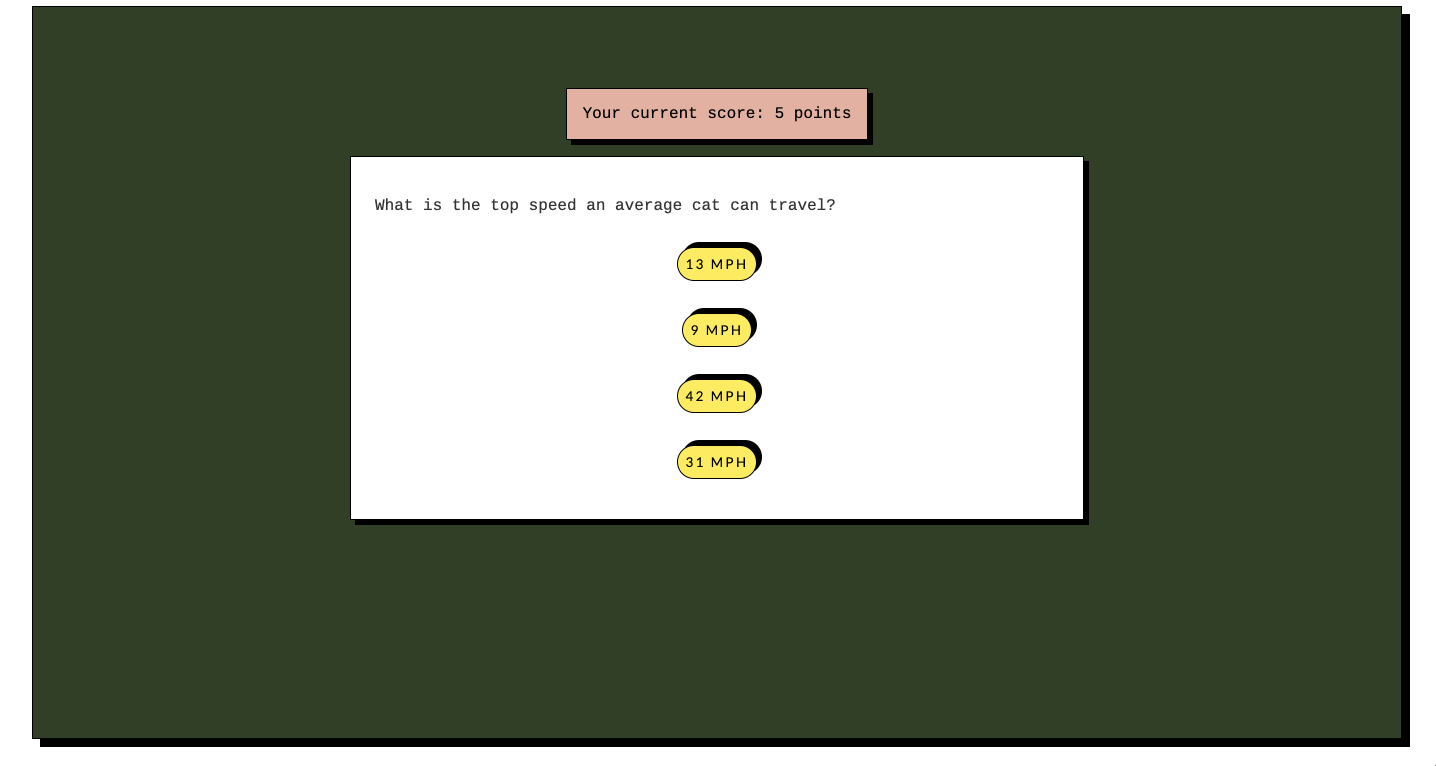 Your current score: 5 points
What is the top speed an average cat can travel?
13 MPH
9 MPH
42 MPH
31 MPH